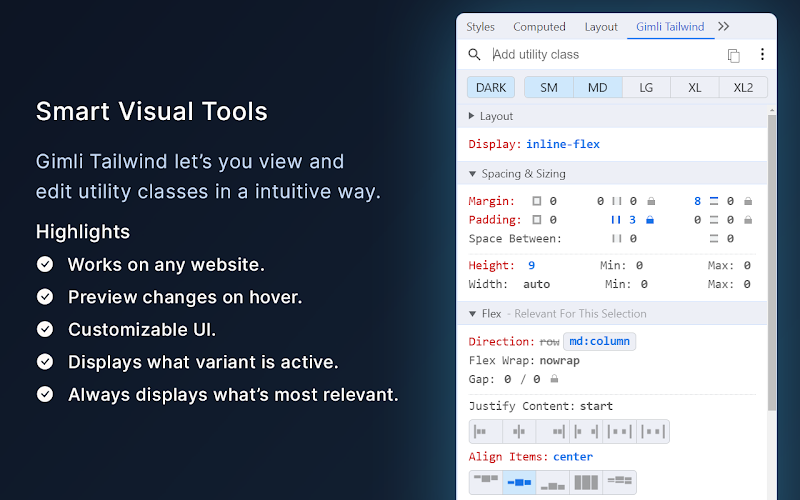 Smart Visual Tools
Gimli Tailwind let's you view and
edit utility classes in a intuitive way.
Highlights
Works on any website.
Preview changes on hover.
Customizable UI.
Displays what variant is active.
Always displays what's most relevant.
Styles Computed Layout Gimli Tailwind
Add utility class
DARK SM MD LG XL XL2
Layout
Display: inline-flex
Spacing & Sizing
Margin: 0 0 0 8 0
Padding: 0 3 0 0
Space Between: 0 0
Height: 9 Min: 0 Max: 0
Width: auto Min: 0 Max: 0
Flex - Relevant For This Selection
Direction: row md:column
Flex Wrap: nowrap
Gap: 0 / 0
Justify Content: start
Align Items: center